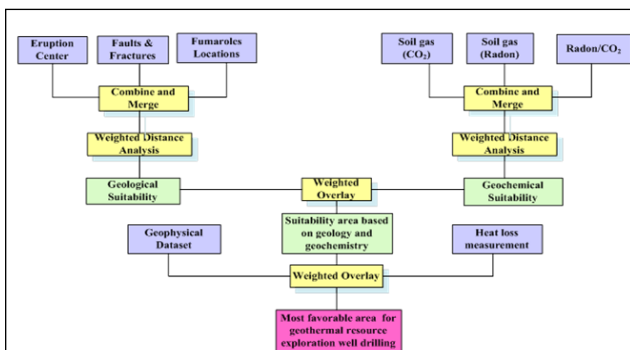 Eruption
Center
Faults &
Fractures
Fumaroles
Locations
Soil gas
(CO₂)
Soil gas
(Radon)
Radon/CO₂
Combine and
Merge
Combine and
Merge
Weighted Distance
Analysis
Weighted Distance
Analysis
Geological
Suitability
Weighted
Overlay
Geochemical
Suitability
Suitability area based
on geology and
geochemistry
Geophysical
Dataset
Heat loss
measurement
Weighted Overlay
Most favorable area for
geothermal resource
exploration well drilling